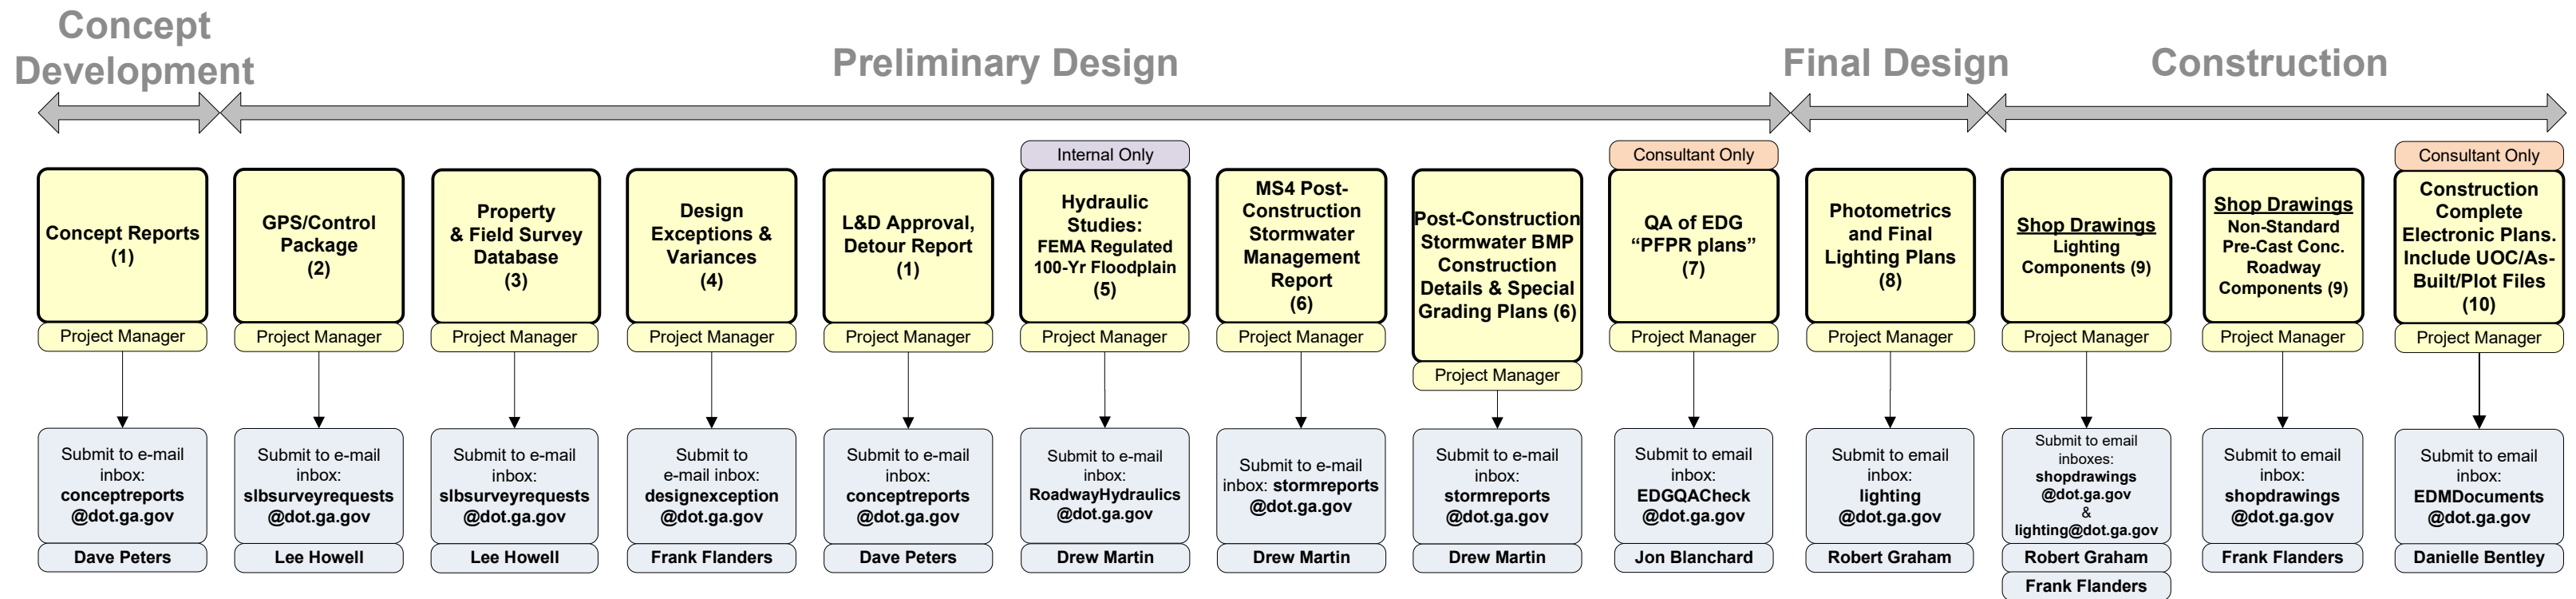 Concept
Development
Preliminary Design
Final Design
Construction
Internal Only
Consultant Only
Consultant Only
Concept Reports
(1)
Project Manager
GPS/Control
Package
(2)
Project Manager
Property
& Field Survey
Database
(3)
Project Manager
Design
Exceptions &
Variances
(4)
Project Manager
L&D Approval,
Detour Report
(1)
Project Manager
Hydraulic
Studies:
FEMA Regulated
100-Yr Floodplain
(5)
Project Manager
MS4 Post-
Construction
Stormwater
Management
Report
(6)
Project Manager
Post-Construction
Stormwater BMP
Construction
Details & Special
Grading Plans (6)
Project Manager
QA of EDG
“PFPR plans”
(7)
Project Manager
Photometrics
and Final
Lighting Plans
(8)
Project Manager
Shop Drawings
Lighting
Components (9)
Project Manager
Shop Drawings
Non-Standard
Pre-Cast Conc.
Roadway
Components (9)
Project Manager
Construction
Complete
Electronic Plans.
Include UOC/As-
Built/Plot Files
(10)
Project Manager
Submit to e-mail
inbox:
conceptreports
@dot.ga.gov
Dave Peters
Submit to e-mail
inbox:
slbsurveyrequests
@dot.ga.gov
Lee Howell
Submit to e-mail
inbox:
slbsurveyrequests
@dot.ga.gov
Lee Howell
Submit to
e-mail inbox:
designexception
@dot.ga.gov
Frank Flanders
Submit to e-mail
inbox:
conceptreports
@dot.ga.gov
Dave Peters
Submit to e-mail
inbox:
RoadwayHydraulics
@dot.ga.gov
Drew Martin
Submit to e-mail
inbox: stormreports
@dot.ga.gov
Drew Martin
Submit to e-mail
inbox:
stormreports
@dot.ga.gov
Drew Martin
Submit to email
inbox:
EDGQACheck
@dot.ga.gov
Jon Blanchard
Submit to email
inbox:
lighting
@dot.ga.gov
Robert Graham
Submit to email
inboxes:
shopdrawings
@dot.ga.gov
&
lighting@dot.ga.gov
Robert Graham
Frank Flanders
Submit to email
inbox:
shopdrawings
@dot.ga.gov
Frank Flanders
Submit to email
inbox:
EDMDocuments
@dot.ga.gov
Danielle Bentley